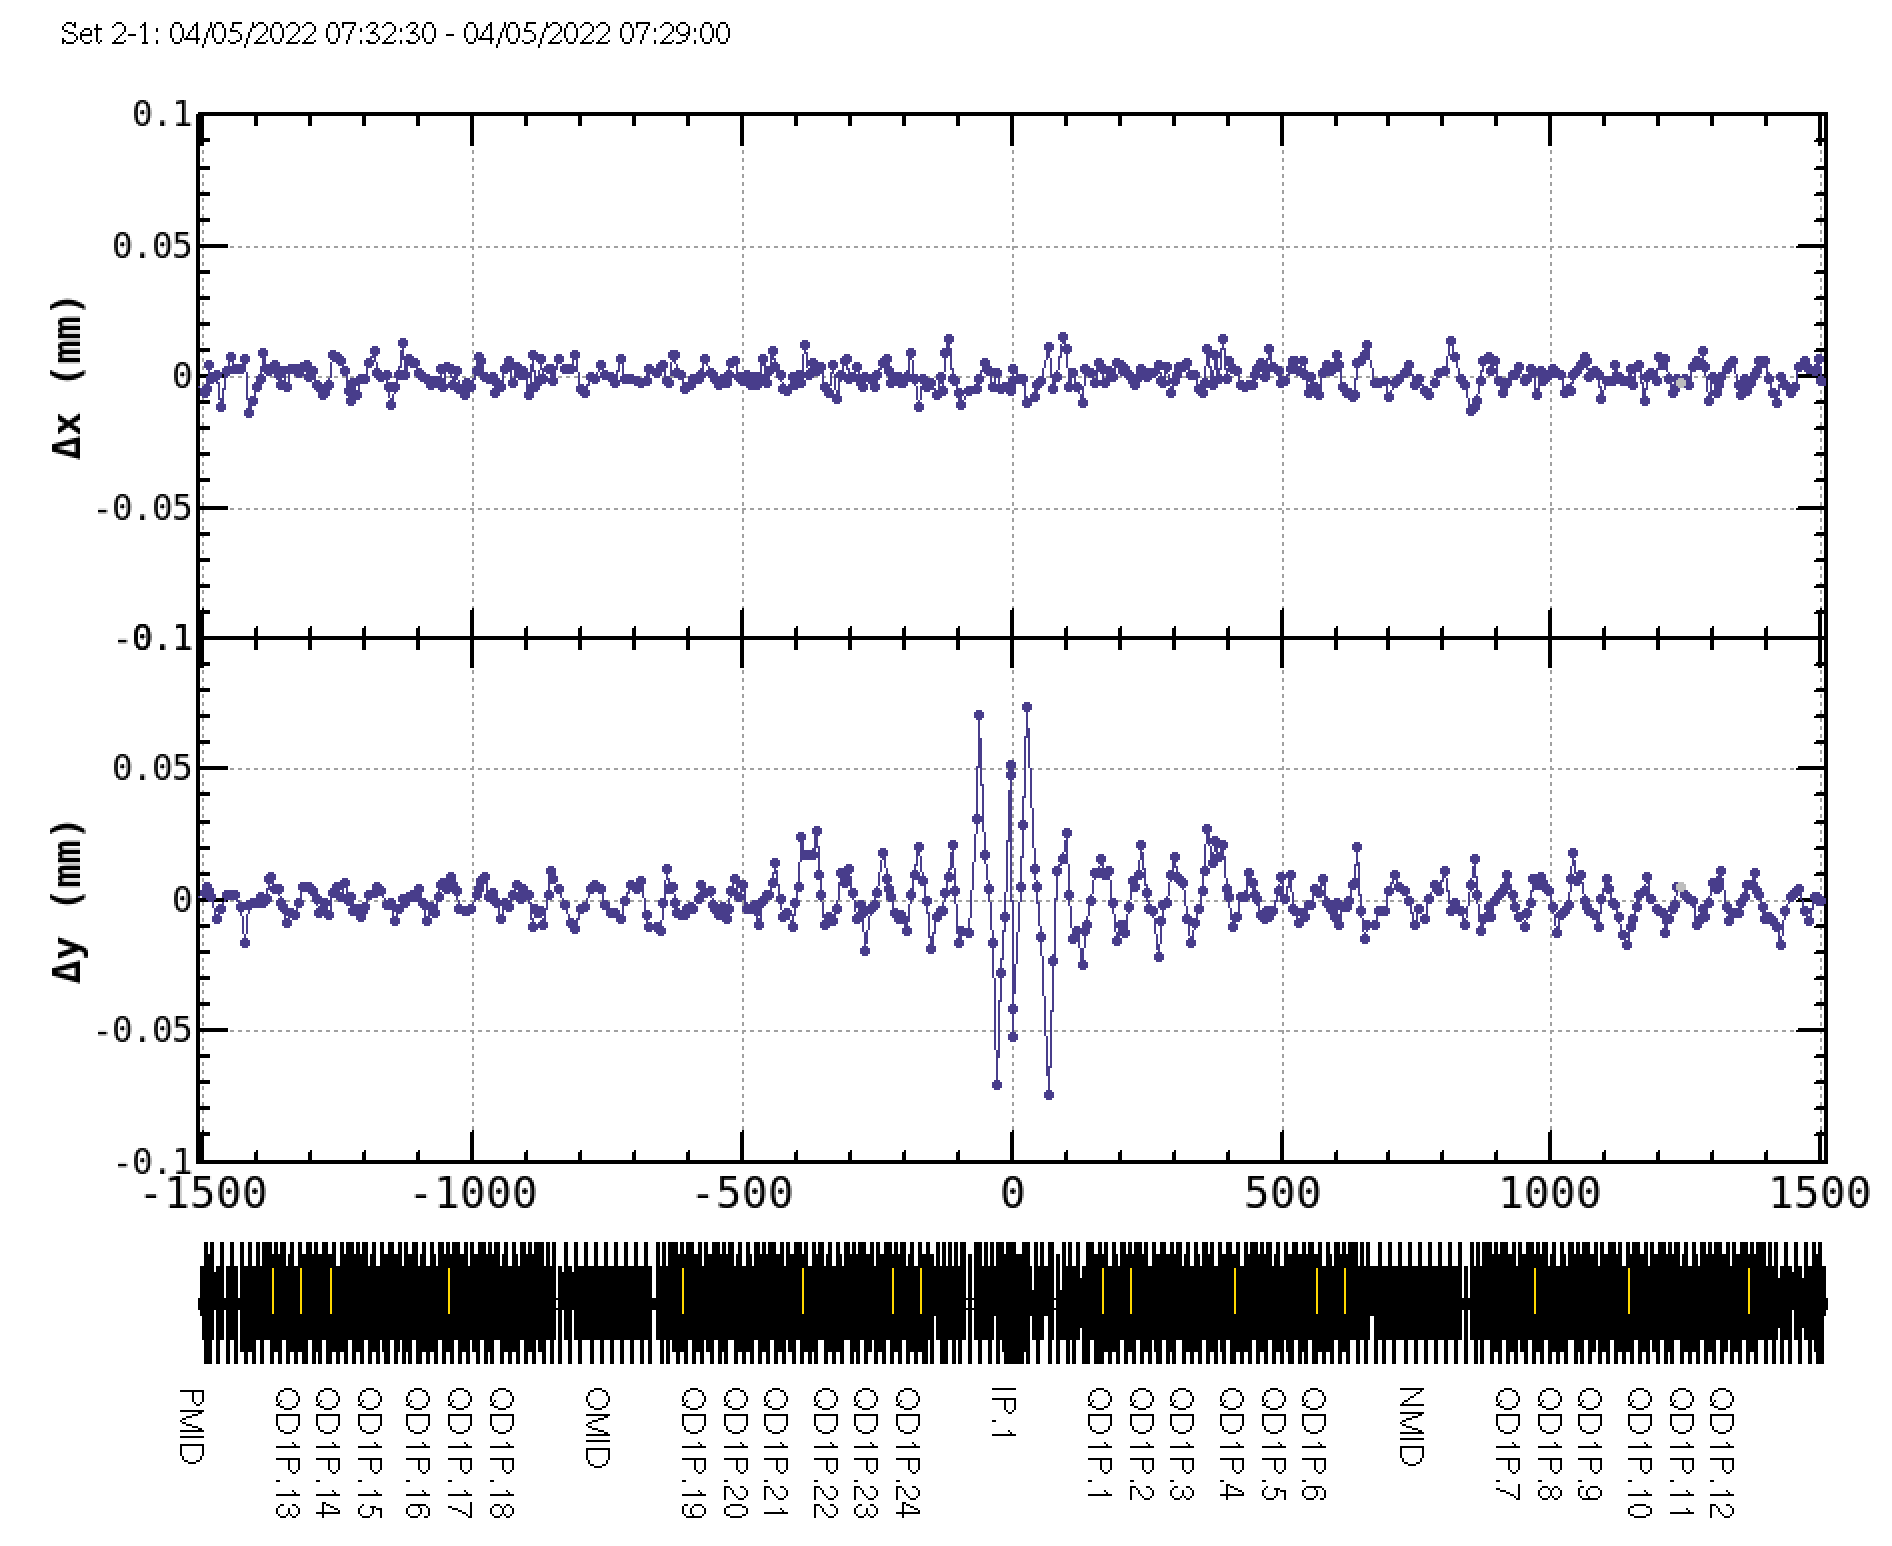 Set 2-1: 04/05/2022 07:32:30 - 04/05/2022 07:29:00
0.1
0.05
0
-0.05
-0.1
Δx (mm)
0.05
0
-0.05
-0.1
Δy (mm)
-1500 -1000 -500 0 500 1000 1500
PMID
QD1P.13
QD1P.14
QD1P.15
QD1P.16
QD1P.17
QD1P.18
OMID
QD1P.19
QD1P.20
QD1P.21
QD1P.22
QD1P.23
QD1P.24
IP.1
QD1P.1
QD1P.2
QD1P.3
QD1P.4
QD1P.5
QD1P.6
NMID
QD1P.7
QD1P.8
QD1P.9
QD1P.10
QD1P.11
QD1P.12